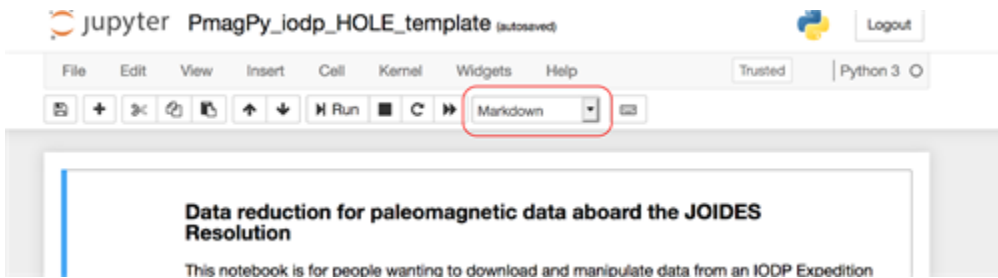 jupyter PmagPy_iodp_HOLE_template (autosaved) Logout
File Edit View Insert Cell Kernel Widgets Help Trusted Python 3
Run Markdown
Data reduction for paleomagnetic data aboard the JOIDES
Resolution
This notebook is for people wanting to download and manipulate data from an IODP Expedition